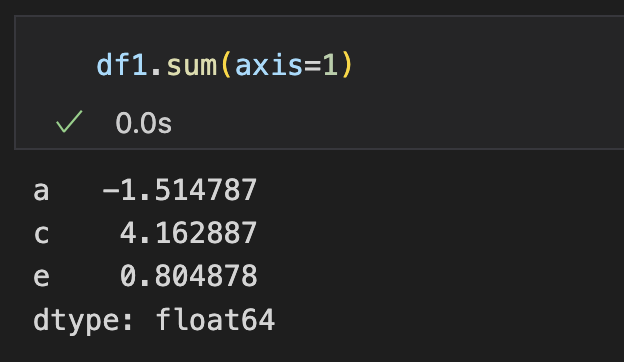 df1.sum(axis=1)
0.0s
a   -1.514787
c    4.162887
e    0.804878
dtype: float64